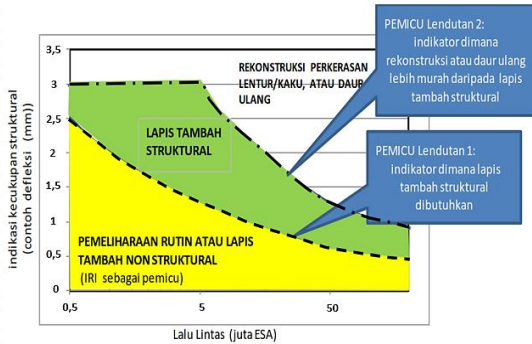 PEMICU Lendutan 2:
indikator dimana
rekonstruksi atau daur ulang
lebih murah daripada lapis
tambah struktural
REKONSTRUKSI PERKERASAN
LENTUR/KAKU, ATAU DAUR
ULANG
LAPIS TAMBAH
STRUKTURAL
PEMICU Lendutan 1:
indikator dimana lapis
tambah struktural
dibutuhkan
PEMELIHARAAN RUTIN ATAU LAPIS
TAMBAH NON STRUKTURAL
(IRI sebagai pemicu)
indikasi kecukupan struktural
(contoh defleksi (mm))
3,5
3
2,5
2
1,5
1
0,5
0
0,5
5
50
Lalu Lintas (juta ESA)